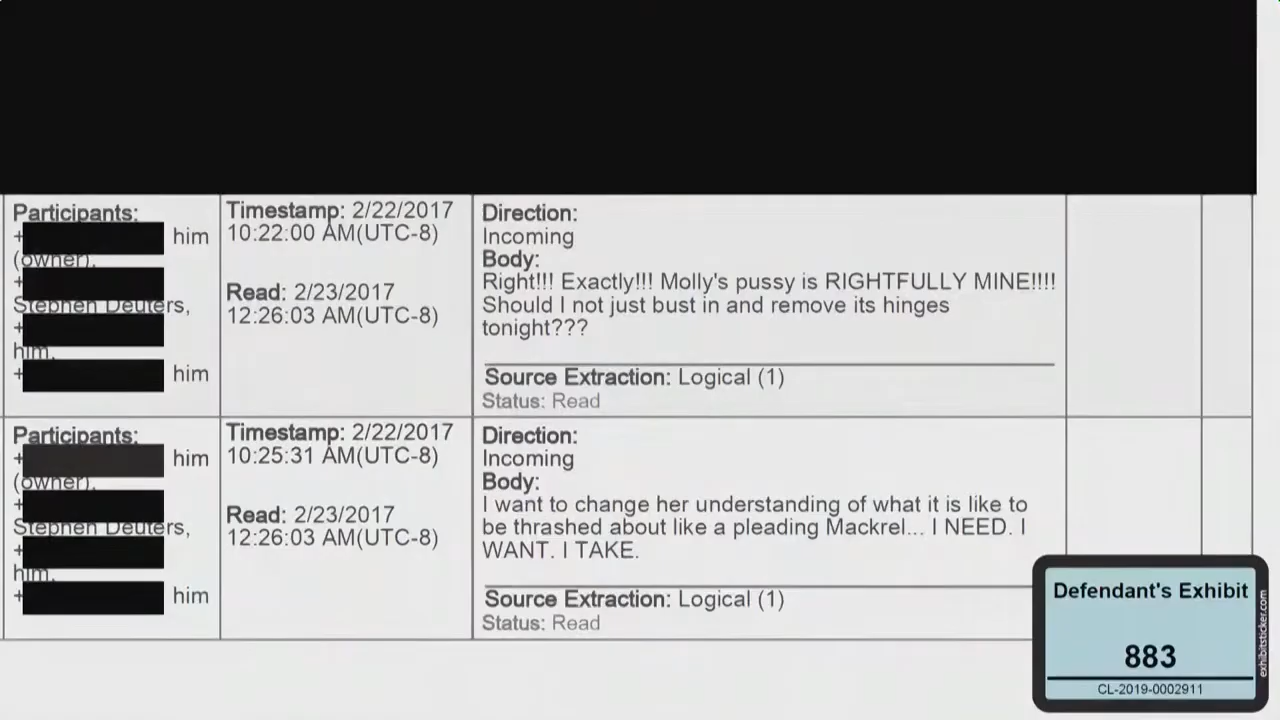 Participants:
+ him
(owner),
+
Stephen Deuters,
+
him,
+ him
Timestamp: 2/22/2017
10:22:00 AM(UTC-8)
Read: 2/23/2017
12:26:03 AM(UTC-8)
Direction:
Incoming
Body:
Right!!! Exactly!!! Molly's pussy is RIGHTFULLY MINE!!!!
Should I not just bust in and remove its hinges
tonight???
Source Extraction: Logical (1)
Status: Read
Participants:
+ him
(owner),
+
Stephen Deuters,
+
him,
+ him
Timestamp: 2/22/2017
10:25:31 AM(UTC-8)
Read: 2/23/2017
12:26:03 AM(UTC-8)
Direction:
Incoming
Body:
I want to change her understanding of what it is like to
be thrashed about like a pleading Mackrel... I NEED. I
WANT. I TAKE.
Source Extraction: Logical (1)
Status: Read
Defendant's Exhibit
883
CL-2019-0002911
exhibitsticker.com